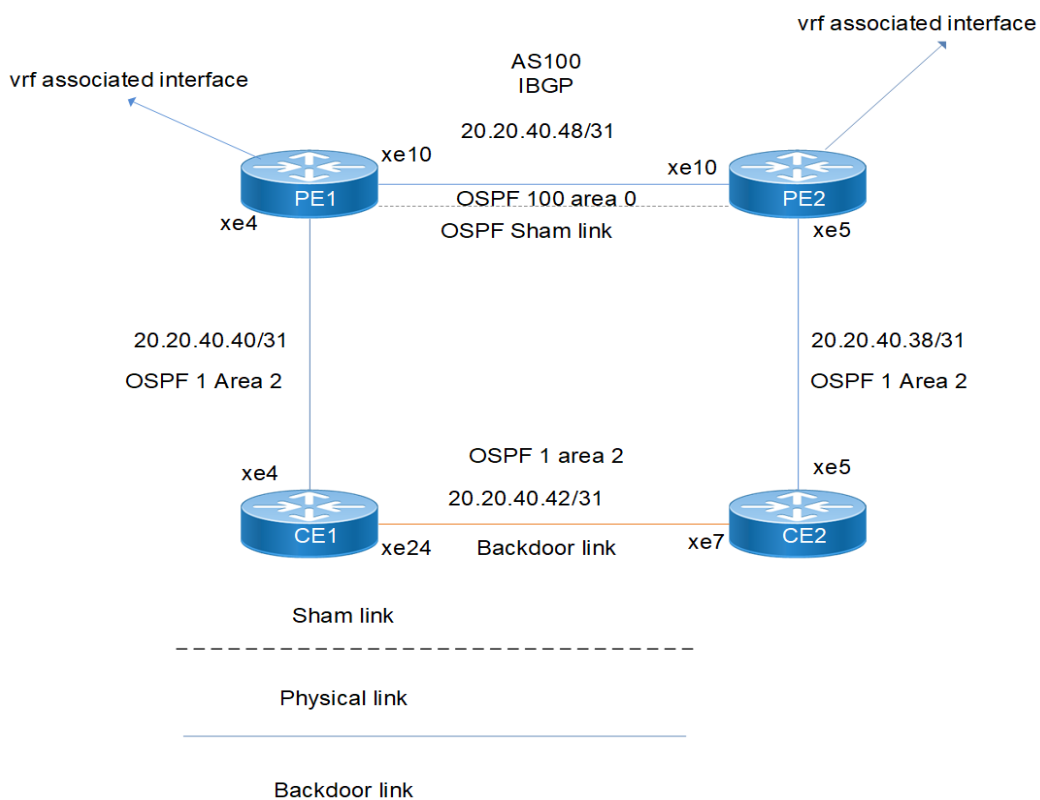 vrf associated interface
vrf associated interface
AS100
IBGP
20.20.40.48/31
xe10
xe10
PE1
OSPF 100 area 0
PE2
xe4
OSPF Sham link
xe5
20.20.40.40/31
20.20.40.38/31
OSPF 1 Area 2
OSPF 1 Area 2
OSPF 1 area 2
xe4
xe5
20.20.40.42/31
CE1
CE2
xe24
Backdoor link
xe7
Sham link
Physical link
Backdoor link